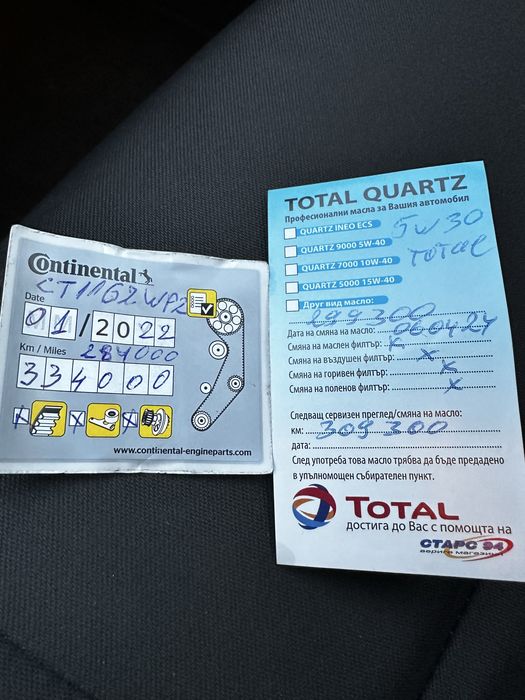 Continental
CT1162WP2
Date
01/2022
Km / Miles 284000
334000
www.continental-engineparts.com
TOTAL QUARTZ
Професионални масла за Вашия автомобил
QUARTZ INEO ECS
5W30
QUARTZ 9000 5W-40
TOTAL
QUARTZ 7000 10W-40
QUARTZ 5000 15W-40
Друг вид масло:
299300
Дата на смяна на масло: 060424
Смяна на маслен филтър: x
Смяна на въздушен филтър: x
Смяна на горивен филтър: x
Смяна на поленов филтър: x
Следващ сервизен преглед/смяна на масло:
км: 309300
дата:
След употреба това масло трябва да бъде предадено
в упълномощен събирателен пункт.
TOTAL
достига до Вас с помощта на
СТАРС 94
верига магазини